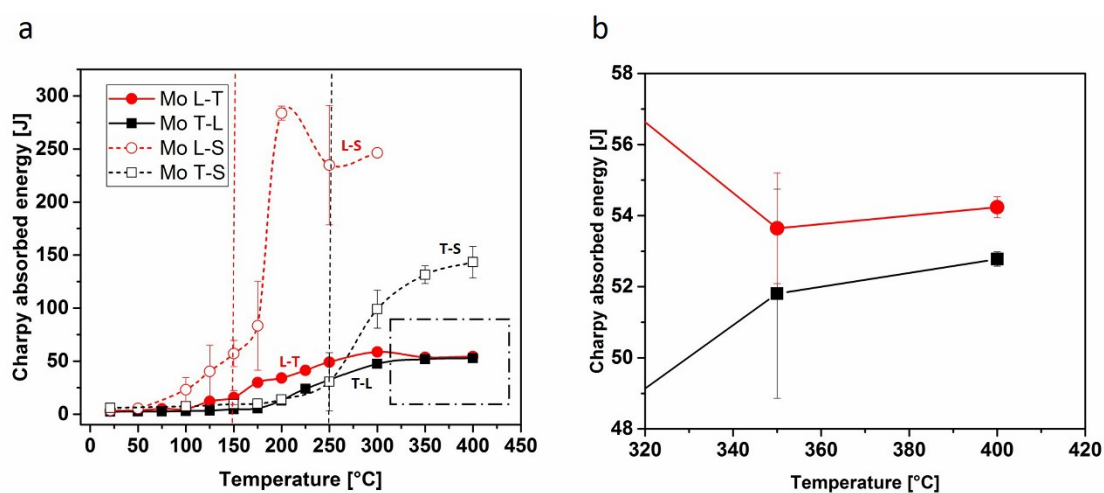 a
300
250
200
150
100
50
0
Charpy absorbed energy [J]
Mo L-T
Mo T-L
Mo L-S
Mo T-S
L-S
T-S
L-T
T-L
0 50 100 150 200 250 300 350 400 450
Temperature [°C]
b
58
56
54
52
50
48
Charpy absorbed energy [J]
320 340 360 380 400 420
Temperature [°C]